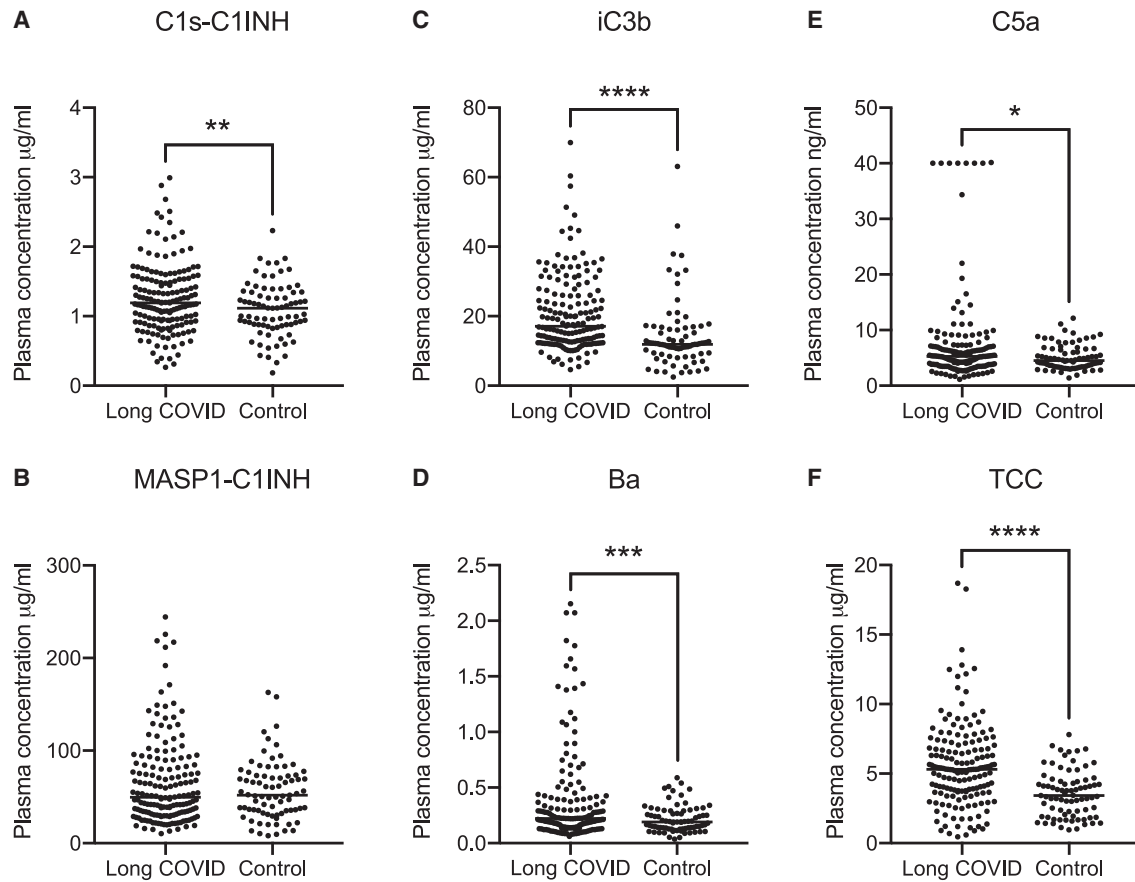 A C1s-C1INH
Plasma concentration μg/ml
4
3
2
1
0
**
Long COVID Control
C iC3b
Plasma concentration μg/ml
80
60
40
20
0
****
Long COVID Control
E C5a
Plasma concentration ng/ml
50
40
30
20
10
0
*
Long COVID Control
B MASP1-C1INH
Plasma concentration μg/ml
300
200
100
0
Long COVID Control
D Ba
Plasma concentration μg/ml
2.5
2.0
1.5
1.0
0.5
0.0
***
Long COVID Control
F TCC
Plasma concentration μg/ml
20
15
10
5
0
****
Long COVID Control